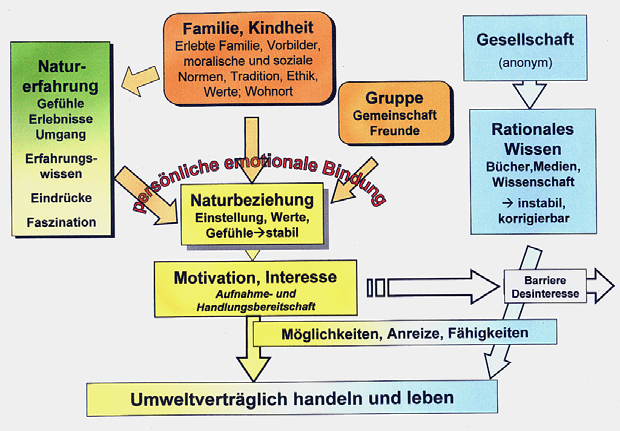 Familie, Kindheit
Erlebte Familie, Vorbilder,
moralische und soziale
Normen, Tradition, Ethik,
Werte; Wohnort
Gesellschaft
(anonym)
Natur-
erfahrung
Gefühle
Erlebnisse
Umgang
Erfahrungs-
wissen
Eindrücke
Faszination
Gruppe
Gemeinschaft
Freunde
Rationales
Wissen
Bücher,Medien,
Wissenschaft
→ instabil,
korrigierbar
persönliche emotionale Bindung
Naturbeziehung
Einstellung, Werte,
Gefühle→stabil
Motivation, Interesse
Aufnahme- und
Handlungsbereitschaft
Barriere
Desinteresse
Möglichkeiten, Anreize, Fähigkeiten
Umweltverträglich handeln und leben